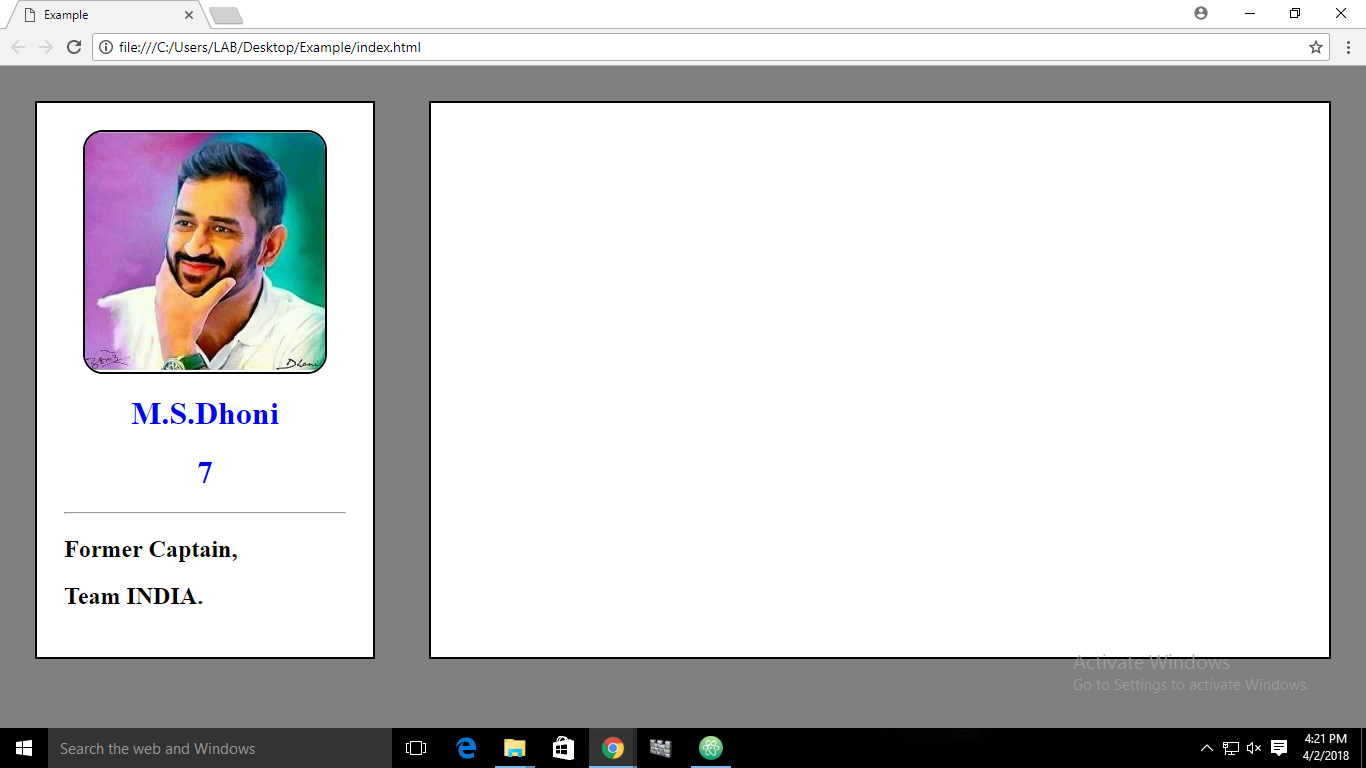 Example
file:///C:/Users/LAB/Desktop/Example/index.html
Dhoni
M.S.Dhoni
7
Former Captain,
Team INDIA.
Activate Windows
Go to Settings to activate Windows.
Search the web and Windows
4:21 PM
4/2/2018